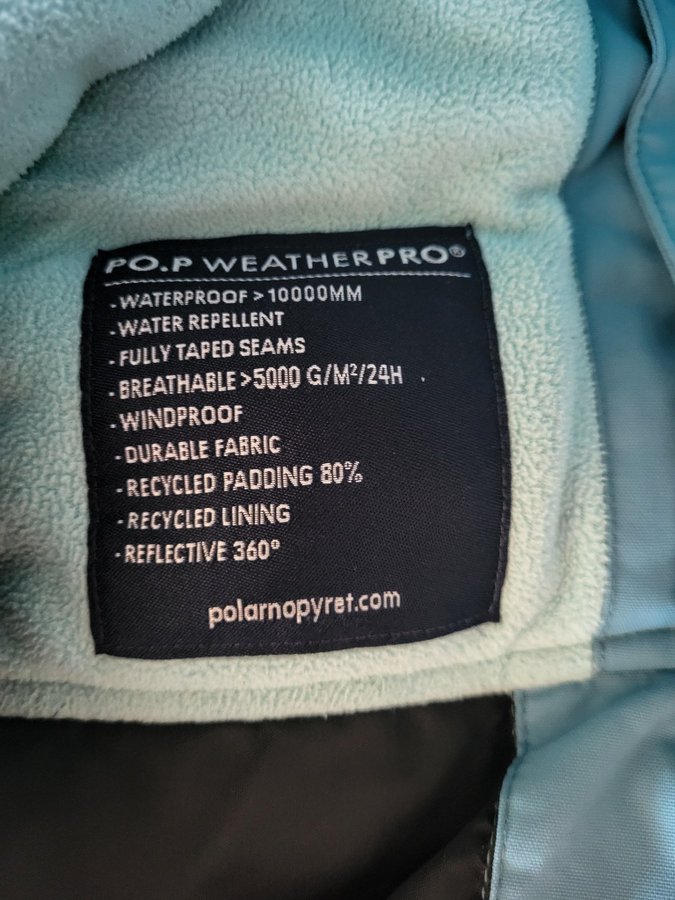 PO.P WEATHERPRO®
-WATERPROOF > 10000MM
-WATER REPELLENT
-FULLY TAPED SEAMS
-BREATHABLE >5000 G/M²/24H
-WINDPROOF
-DURABLE FABRIC
-RECYCLED PADDING 80%
-RECYCLED LINING
-REFLECTIVE 360°
polarnopyret.com